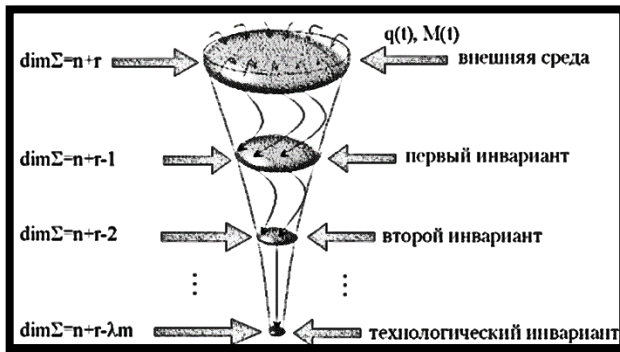 q(t), M(t)
dimΣ=n+r внешняя среда
dimΣ=n+r-1 первый инвариант
dimΣ=n+r-2 второй инвариант
dimΣ=n+r-λm технологический инвариант